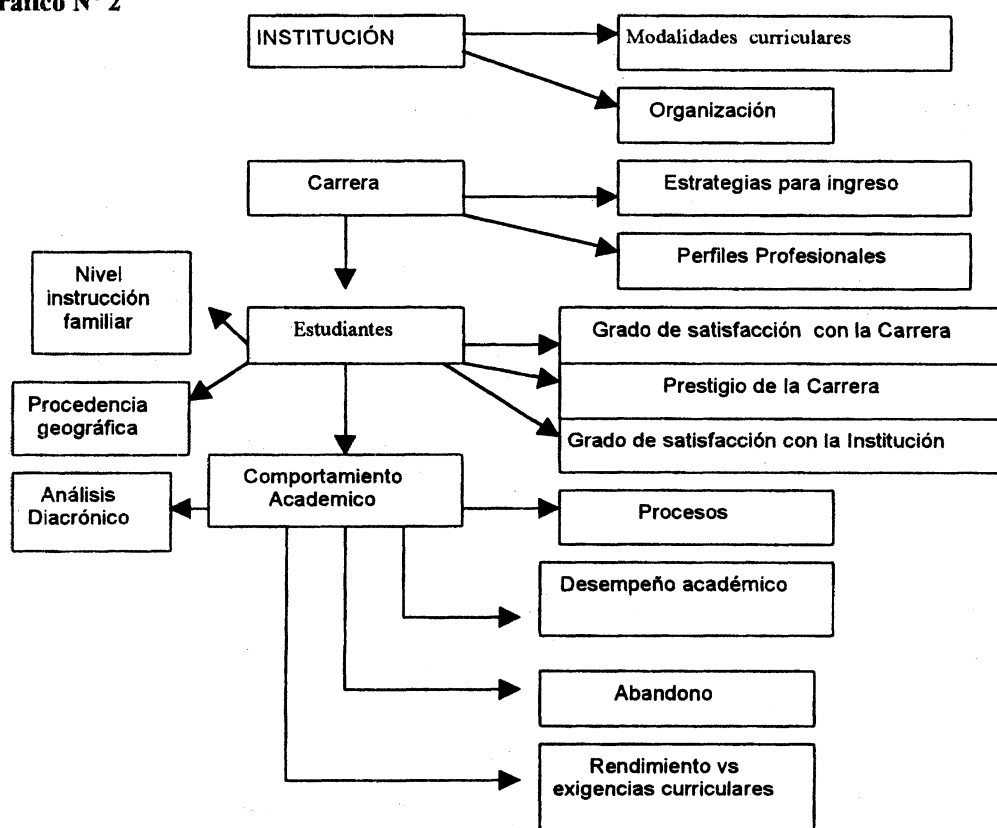 ráfico N° 2
INSTITUCIÓN
Modalidades curriculares
Organización
Carrera
Estrategias para ingreso
Perfiles Profesionales
Nivel
instrucción
familiar
Estudiantes
Grado de satisfacción con la Carrera
Prestigio de la Carrera
Grado de satisfacción con la Institución
Procedencia
geográfica
Comportamiento
Academico
Análisis
Diacrónico
Procesos
Desempeño académico
Abandono
Rendimiento vs
exigencias curriculares